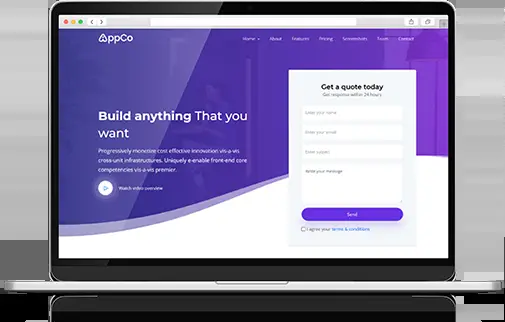 AppCo
Home About Features Pricing Screenshots Team Contact
Build anything That you
want
Progressively monetize cost effective innovation vis-a-vis
cross-unit infrastructures. Uniquely e-enable front-end core
competencies vis-a-vis premier.
Watch video overview
Get a quote today
Get response within 24 hours
Enter your name
Enter your email
Enter subject
Write your message
Send
I agree your terms & conditions